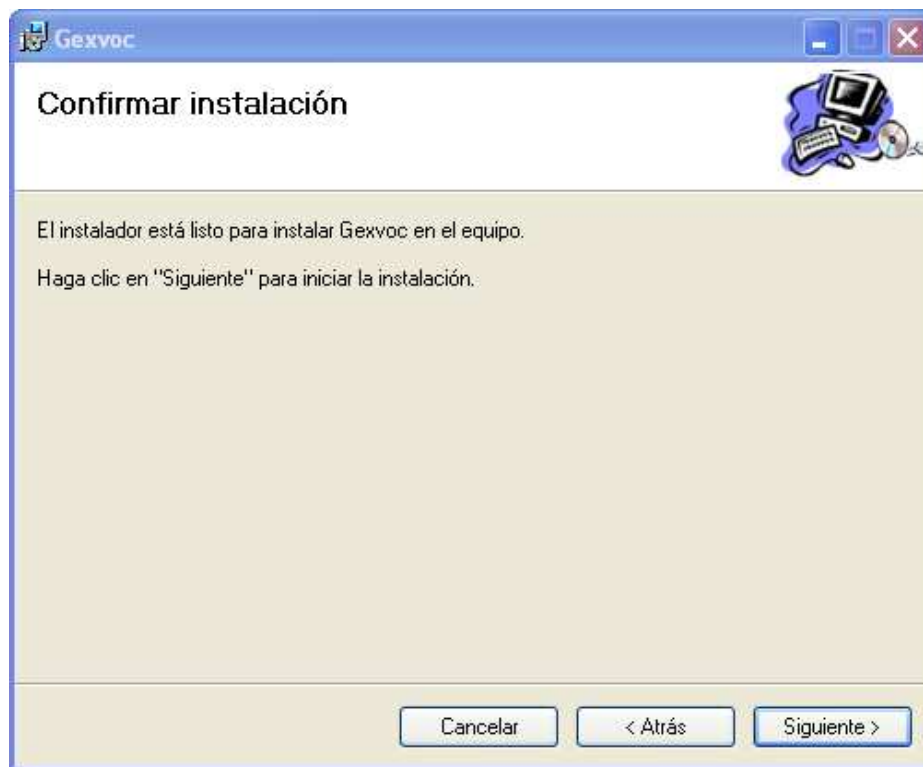 Gexvoc
Confirmar instalación
El instalador está listo para instalar Gexvoc en el equipo.
Haga clic en "Siguiente" para iniciar la instalación.
Cancelar
< Atrás
Siguiente >